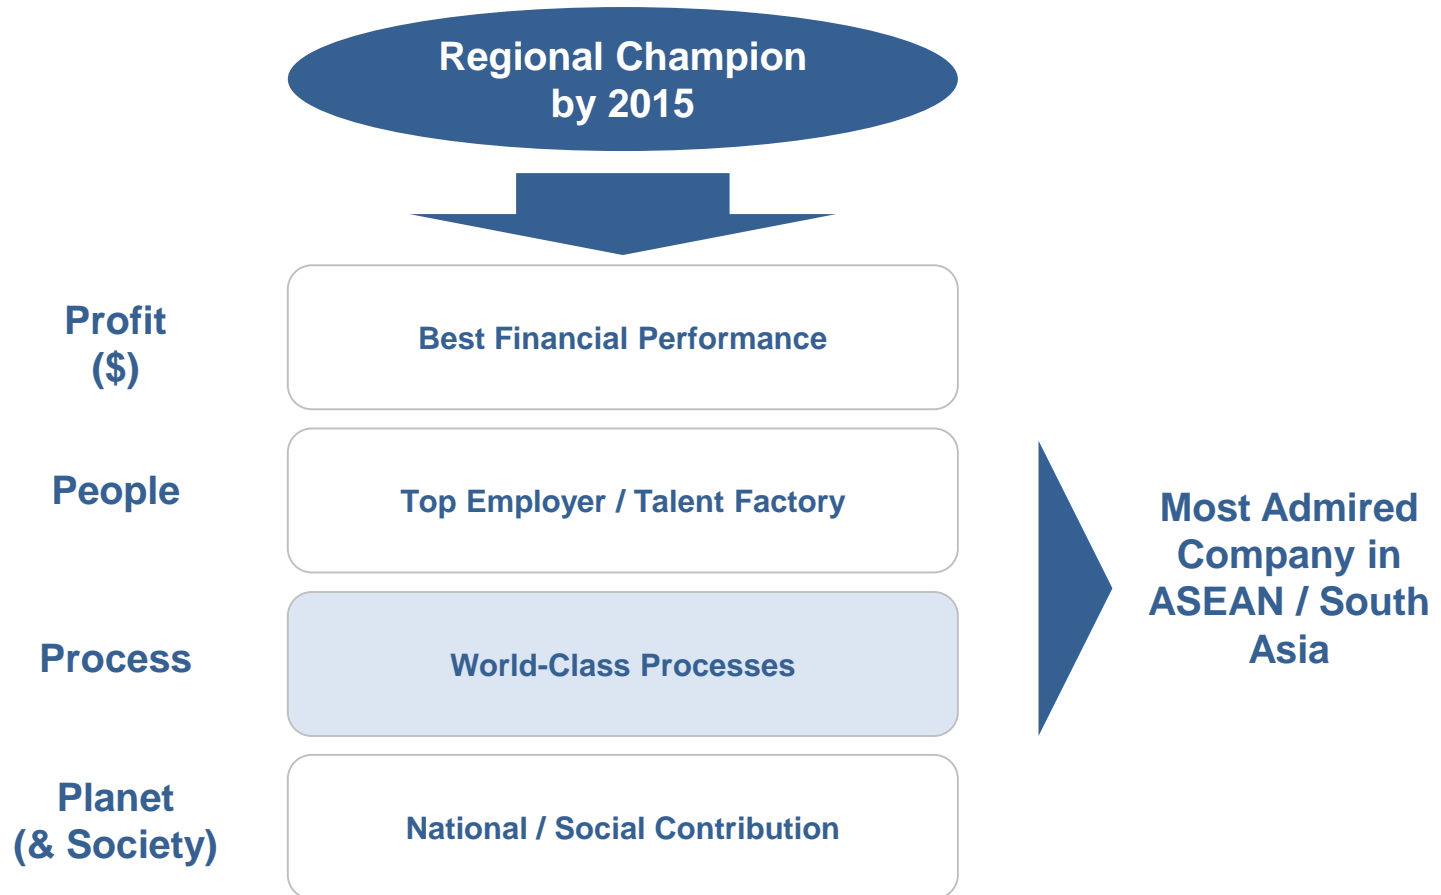 Regional Champion
by 2015
Profit
($)
Best Financial Performance
People
Top Employer / Talent Factory
Process
World-Class Processes
Planet
(& Society)
National / Social Contribution
Most Admired
Company in
ASEAN / South
Asia